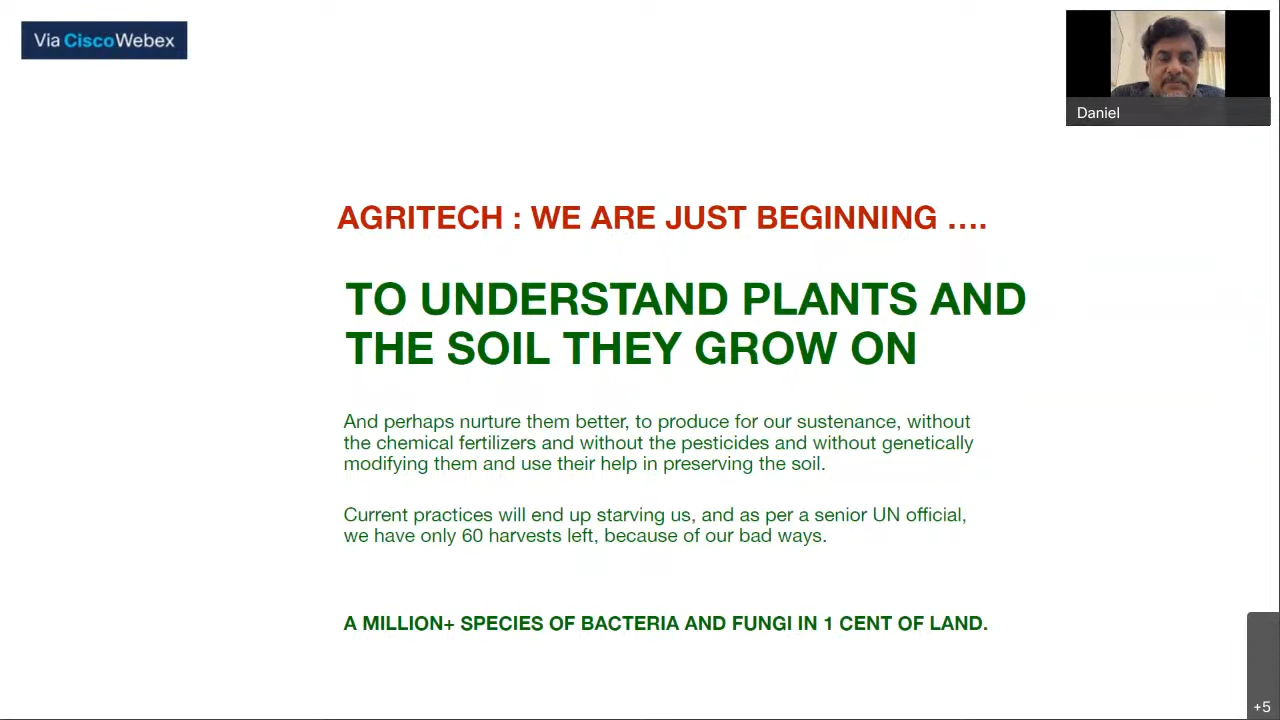 Via CiscoWebex
Daniel
AGRITECH : WE ARE JUST BEGINNING ....
TO UNDERSTAND PLANTS AND
THE SOIL THEY GROW ON
And perhaps nurture them better, to produce for our sustenance, without
the chemical fertilizers and without the pesticides and without genetically
modifying them and use their help in preserving the soil.
Current practices will end up starving us, and as per a senior UN official,
we have only 60 harvests left, because of our bad ways.
A MILLION+ SPECIES OF BACTERIA AND FUNGI IN 1 CENT OF LAND.
+5